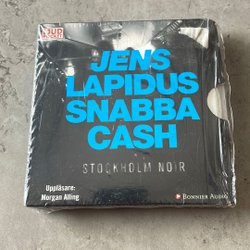 JENS
LAPIDUS
SNABBA
CASH
STOCKHOLM NOIR
Uppläsare:
Morgan Alling
BONNIER AUDIO